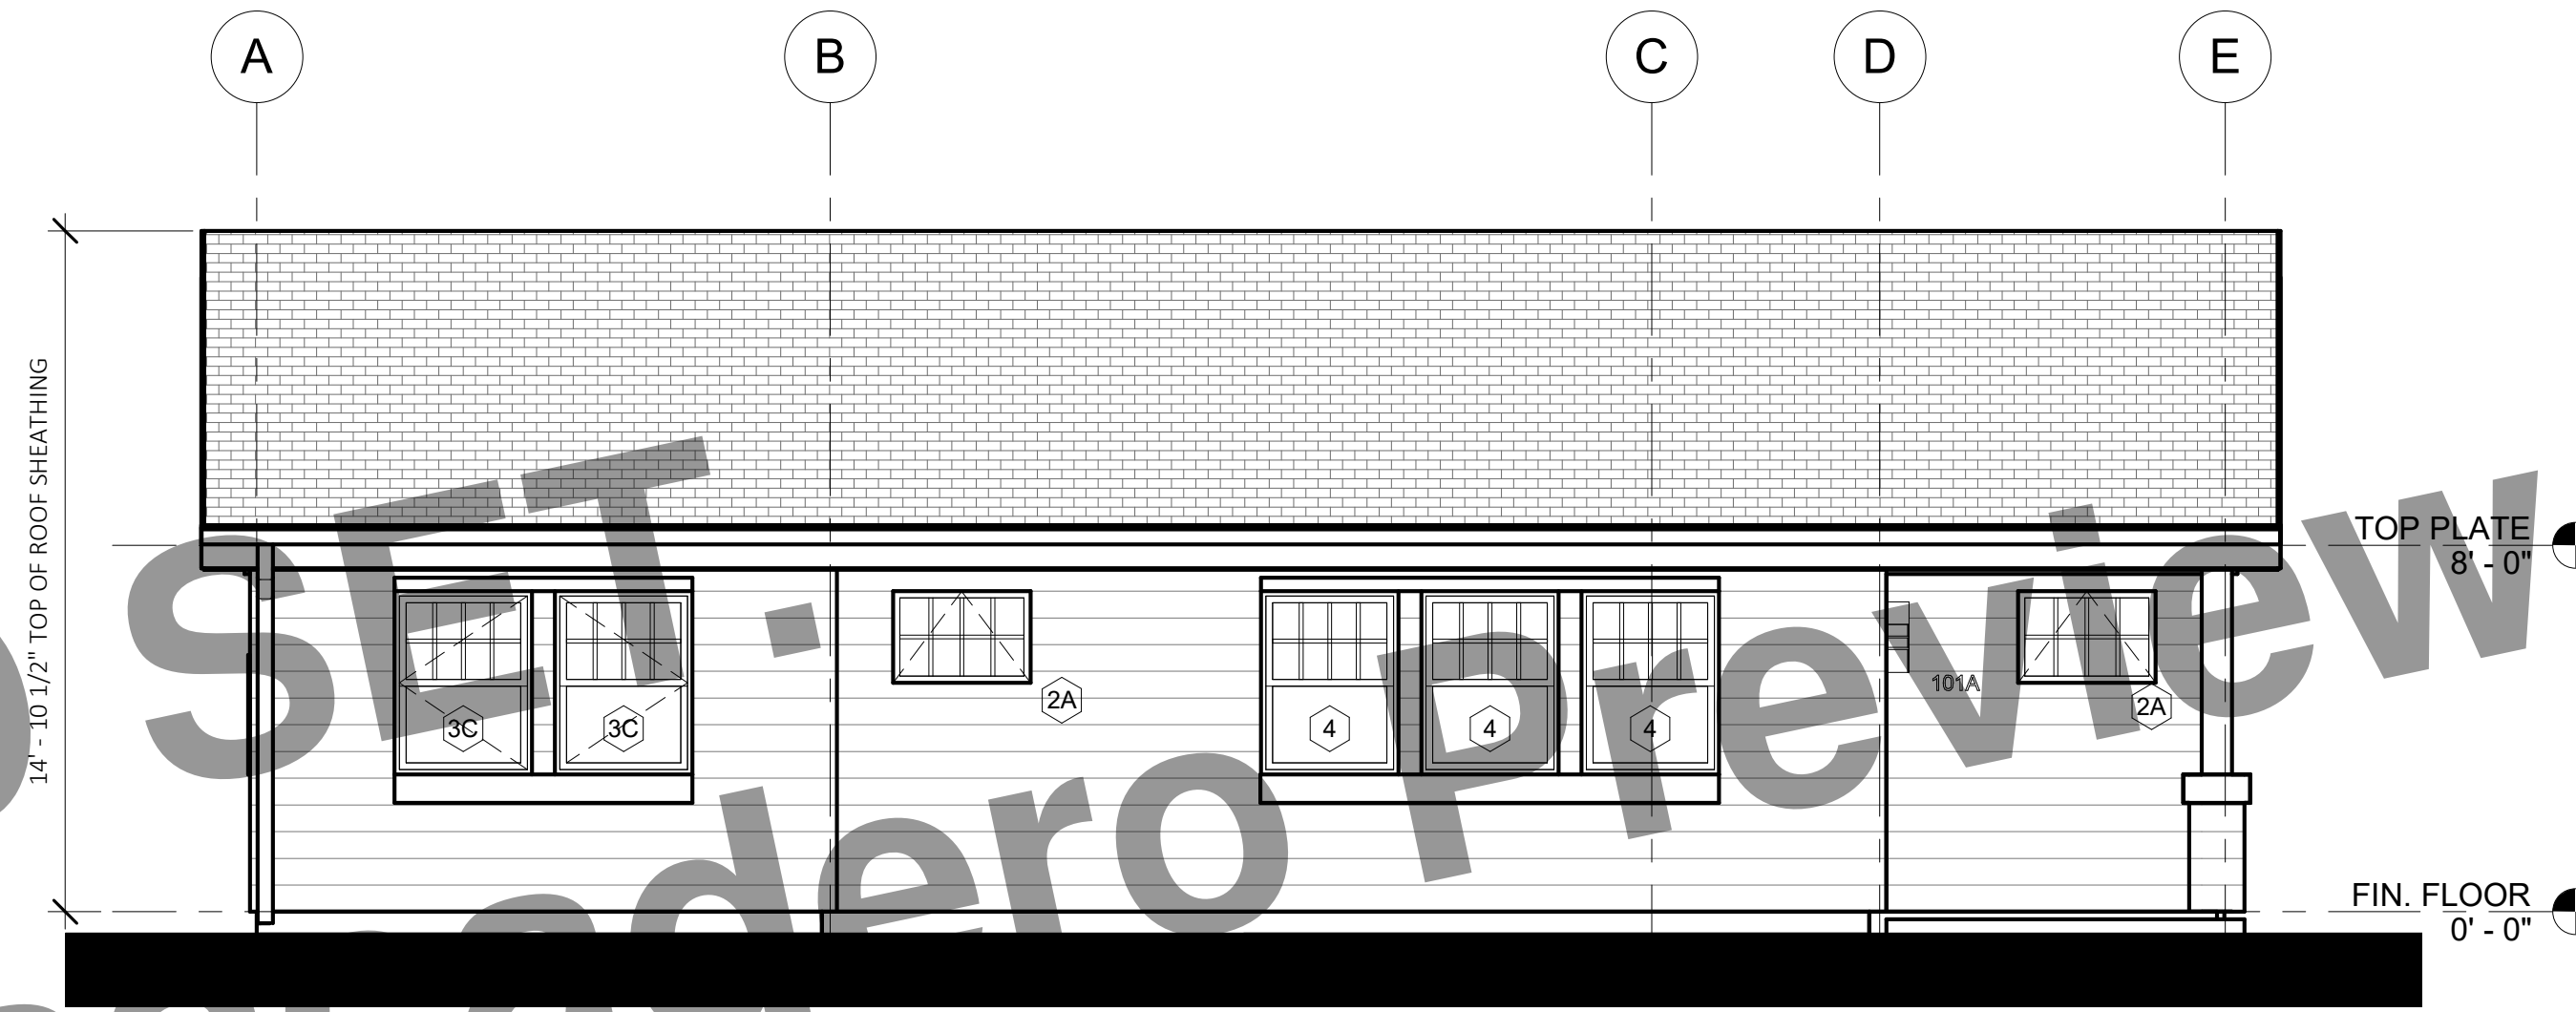 A
B
C
D
E
14' - 10 1/2" TOP OF ROOF SHEATHING
TOP PLATE
8' - 0"
3C
3C
2A
4
4
4
101A
2A
FIN. FLOOR
0' - 0"
SET.
dero Preview